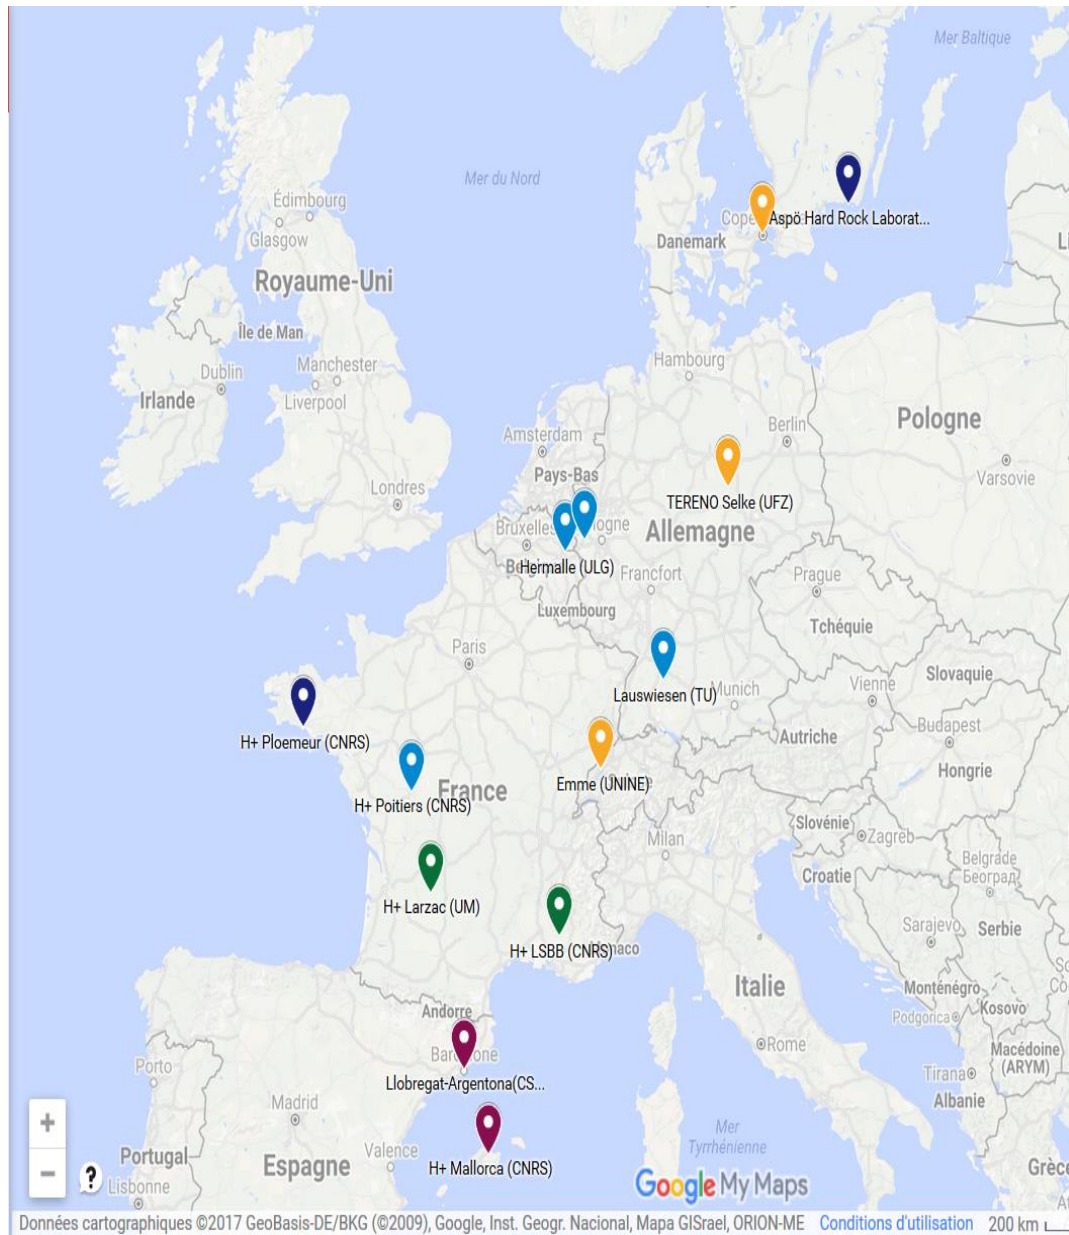 Mer Baltique
Mer du Nord
Édimbourg
Glasgow
Aspö Hard Rock Laborat...
Danemark
Royaume-Uni
Île de Man
Hambourg
Dublin
Manchester
Irlande
Liverpool
Berlin
Pologne
Amsterdam
Varsovie
Pays-Bas
Londres
TERENO Selke (UFZ)
Bruxelles
Allemagne
Hermalle (ULG)
Francfort
Prague
Luxembourg
Tchéquie
Paris
Slovaquie
Lauswiesen (TU)
Munich
Vienne
Budapest
H+ Ploemeur (CNRS)
Autriche
Hongrie
Emme (UNINE)
France
H+ Poitiers (CNRS)
Milan
Slovénie
Zagreb
Belgrade
Београд
Croatie
H+ Larzac (UM)
Sarajevo
Serbie
H+ LSBB (CNRS)
Italie
Monténégro
Kosovo
Andorre
Podgorica
Rome
Macédoine
(ARYM)
Porto
Llobregat-Argentona(CS...
Tirana
Albanie
Madrid
Mer
Tyrrhénienne
Valence
Portugal
Espagne
H+ Mallorca (CNRS)
Grèc
Lisbonne
Google My Maps
Données cartographiques ©2017 GeoBasis-DE/BKG (©2009), Google, Inst. Geogr. Nacional, Mapa GISrael, ORION-ME Conditions d'utilisation 200 km